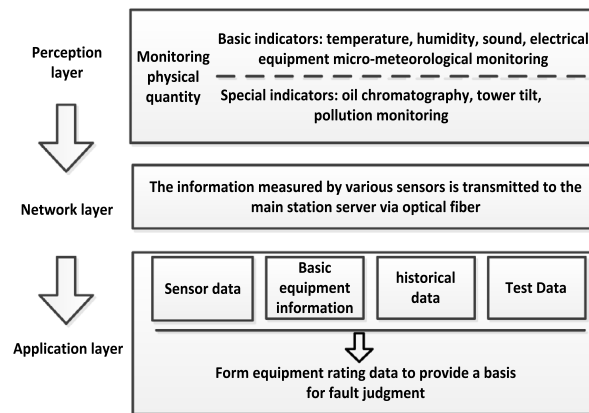 Perception
layer
Monitoring
physical
quantity
Basic indicators: temperature, humidity, sound, electrical
equipment micro-meteorological monitoring
Special indicators: oil chromatography, tower tilt,
pollution monitoring
Network layer
The information measured by various sensors is transmitted to the
main station server via optical fiber
Application layer
Sensor data
Basic
equipment
information
historical
data
Test Data
Form equipment rating data to provide a basis
for fault judgment